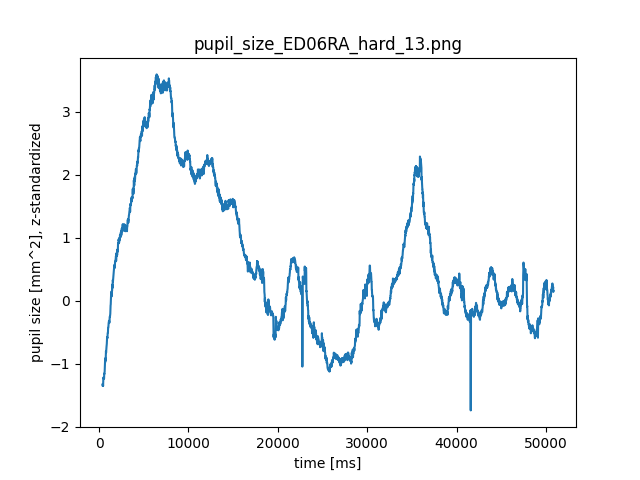 pupil_size_ED06RA_hard_13.png
pupil size [mm^2], z-standardized
3
2
1
0
−1
−2
0 10000 20000 30000 40000 50000
time [ms]